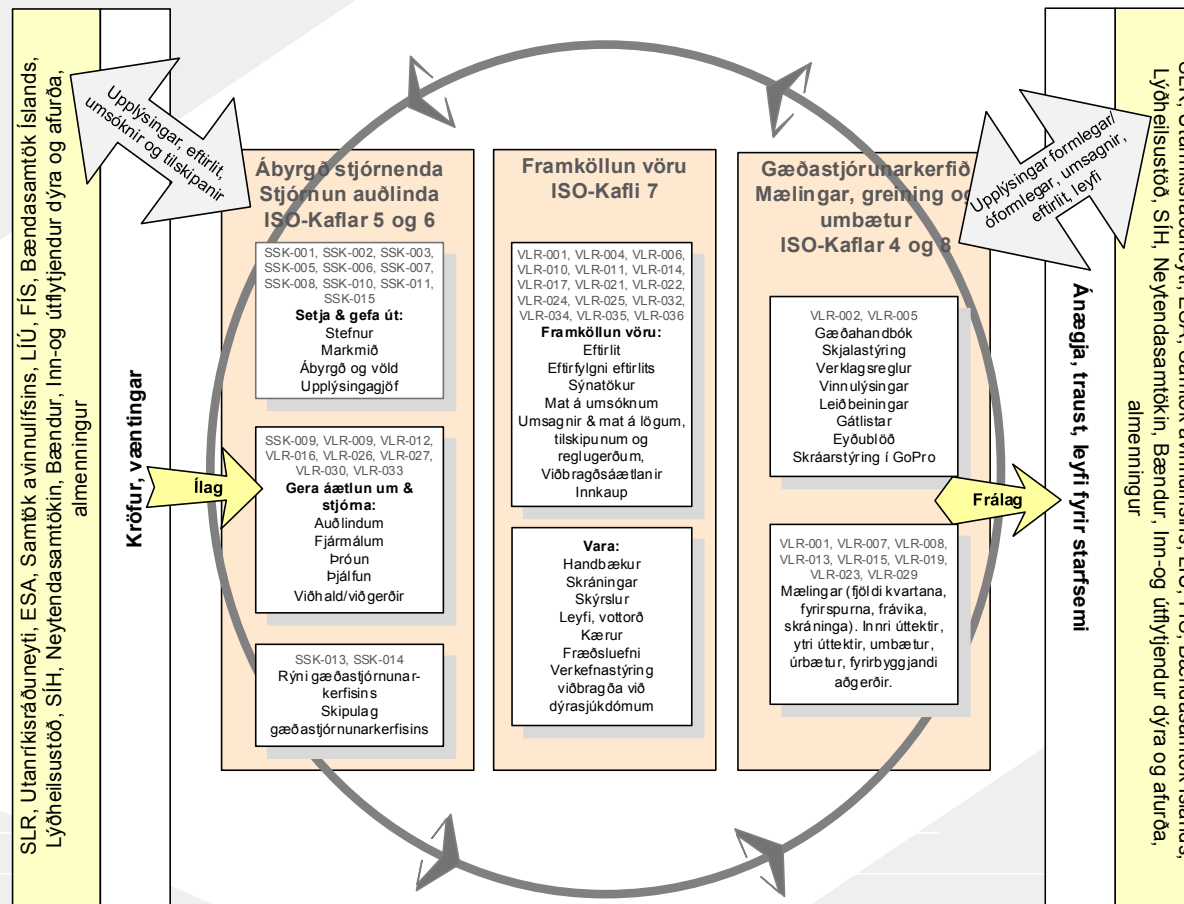 SLR, Utanríkisráðuneyti, ESA, Samtök avinnulífsins, LÍÚ, FÍS, Bændasamtök Íslands,
Lýðheilsustöð, SÍH, Neytendasamtökin, Bændur, Inn-og útflytjendur dýra og afurða,
almenningur
Kröfur, væntingar
Upplýsingar, eftirlit,
umsóknir og tilskipanir
Ílag
Ábyrgð stjórnenda
Stjórnun auðlinda
ISO-Kaflar 5 og 6
SSK-001, SSK-002, SSK-003,
SSK-005, SSK-006, SSK-007,
SSK-008, SSK-010, SSK-011,
SSK-015
Setja & gefa út:
Stefnur
Markmið
Ábyrgð og völd
Upplýsingagjöf
SSK-009, VLR-009, VLR-012,
VLR-016, VLR-026, VLR-027,
VLR-030, VLR-033
Gera áætlun um &
stjórna:
Auðlindum
Fjármálum
Þróun
Þjálfun
Viðhald/viðgerðir
SSK-013, SSK-014
Rýni gæðastjórnunar-
kerfisins
Skipulag
gæðastjórnunarkerfisins
Framköllun vöru
ISO-Kafli 7
VLR-001, VLR-004, VLR-006,
VLR-010, VLR-011, VLR-014,
VLR-017, VLR-021, VLR-022,
VLR-024, VLR-025, VLR-032,
VLR-034, VLR-035, VLR-036
Framköllun vöru:
Eftirlit
Eftirfylgni eftirlits
Sýnatökur
Mat á umsóknum
Umsagnir & mat á lögum,
tilskipunum og
reglugerðum,
Viðbragðsáætlanir
Innkaup
Vara:
Handbækur
Skráningar
Skýrslur
Leyfi, vottorð
Kærur
Fræðsluefni
Verkefnastýring
viðbragða við
dýrasjúkdómum
Gæðastjórnunarkerfið
Mælingar, greining og
umbætur
ISO-Kaflar 4 og 8
VLR-002, VLR-005
Gæðahandbók
Skjalastýring
Verklagsreglur
Vinnulýsingar
Leiðbeiningar
Gátlistar
Eyðublöð
Skráarstýring í GoPro
VLR-001, VLR-007, VLR-008,
VLR-013, VLR-015, VLR-019,
VLR-023, VLR-029
Mælingar (fjöldi kvartana,
fyrirspurna, frávika,
skráninga). Innri úttektir,
ytri úttektir, umbætur,
úrbætur, fyrirbyggjandi
aðgerðir.
Upplýsingar formlegar/
óformlegar, umsagnir,
eftirlit, leyfi
Frálag
Ánægja, traust, leyfi fyrir starfsemi
Lýðheilsustöð, SÍH, Neytendasamtökin, Bændur, Inn-og útflytjendur dýra og afurða,
almenningur